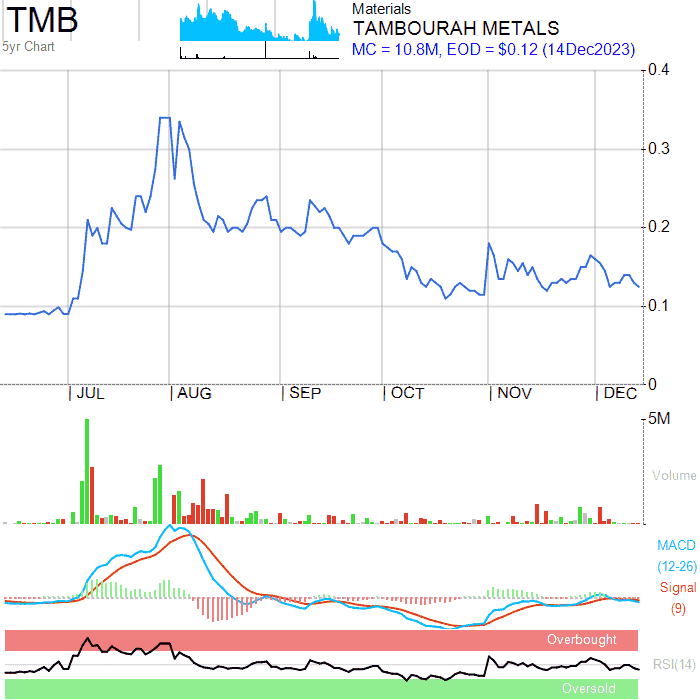 TMB
5yr Chart
Materials
TAMBOURAH METALS
MC = 10.8M, EOD = $0.12 (14Dec2023)
0.4
0.3
0.2
0.1
0
JUL AUG SEP OCT NOV DEC
5M
Volume
MACD
(12-26)
Signal
(9)
Overbought
RSI(14)
Oversold